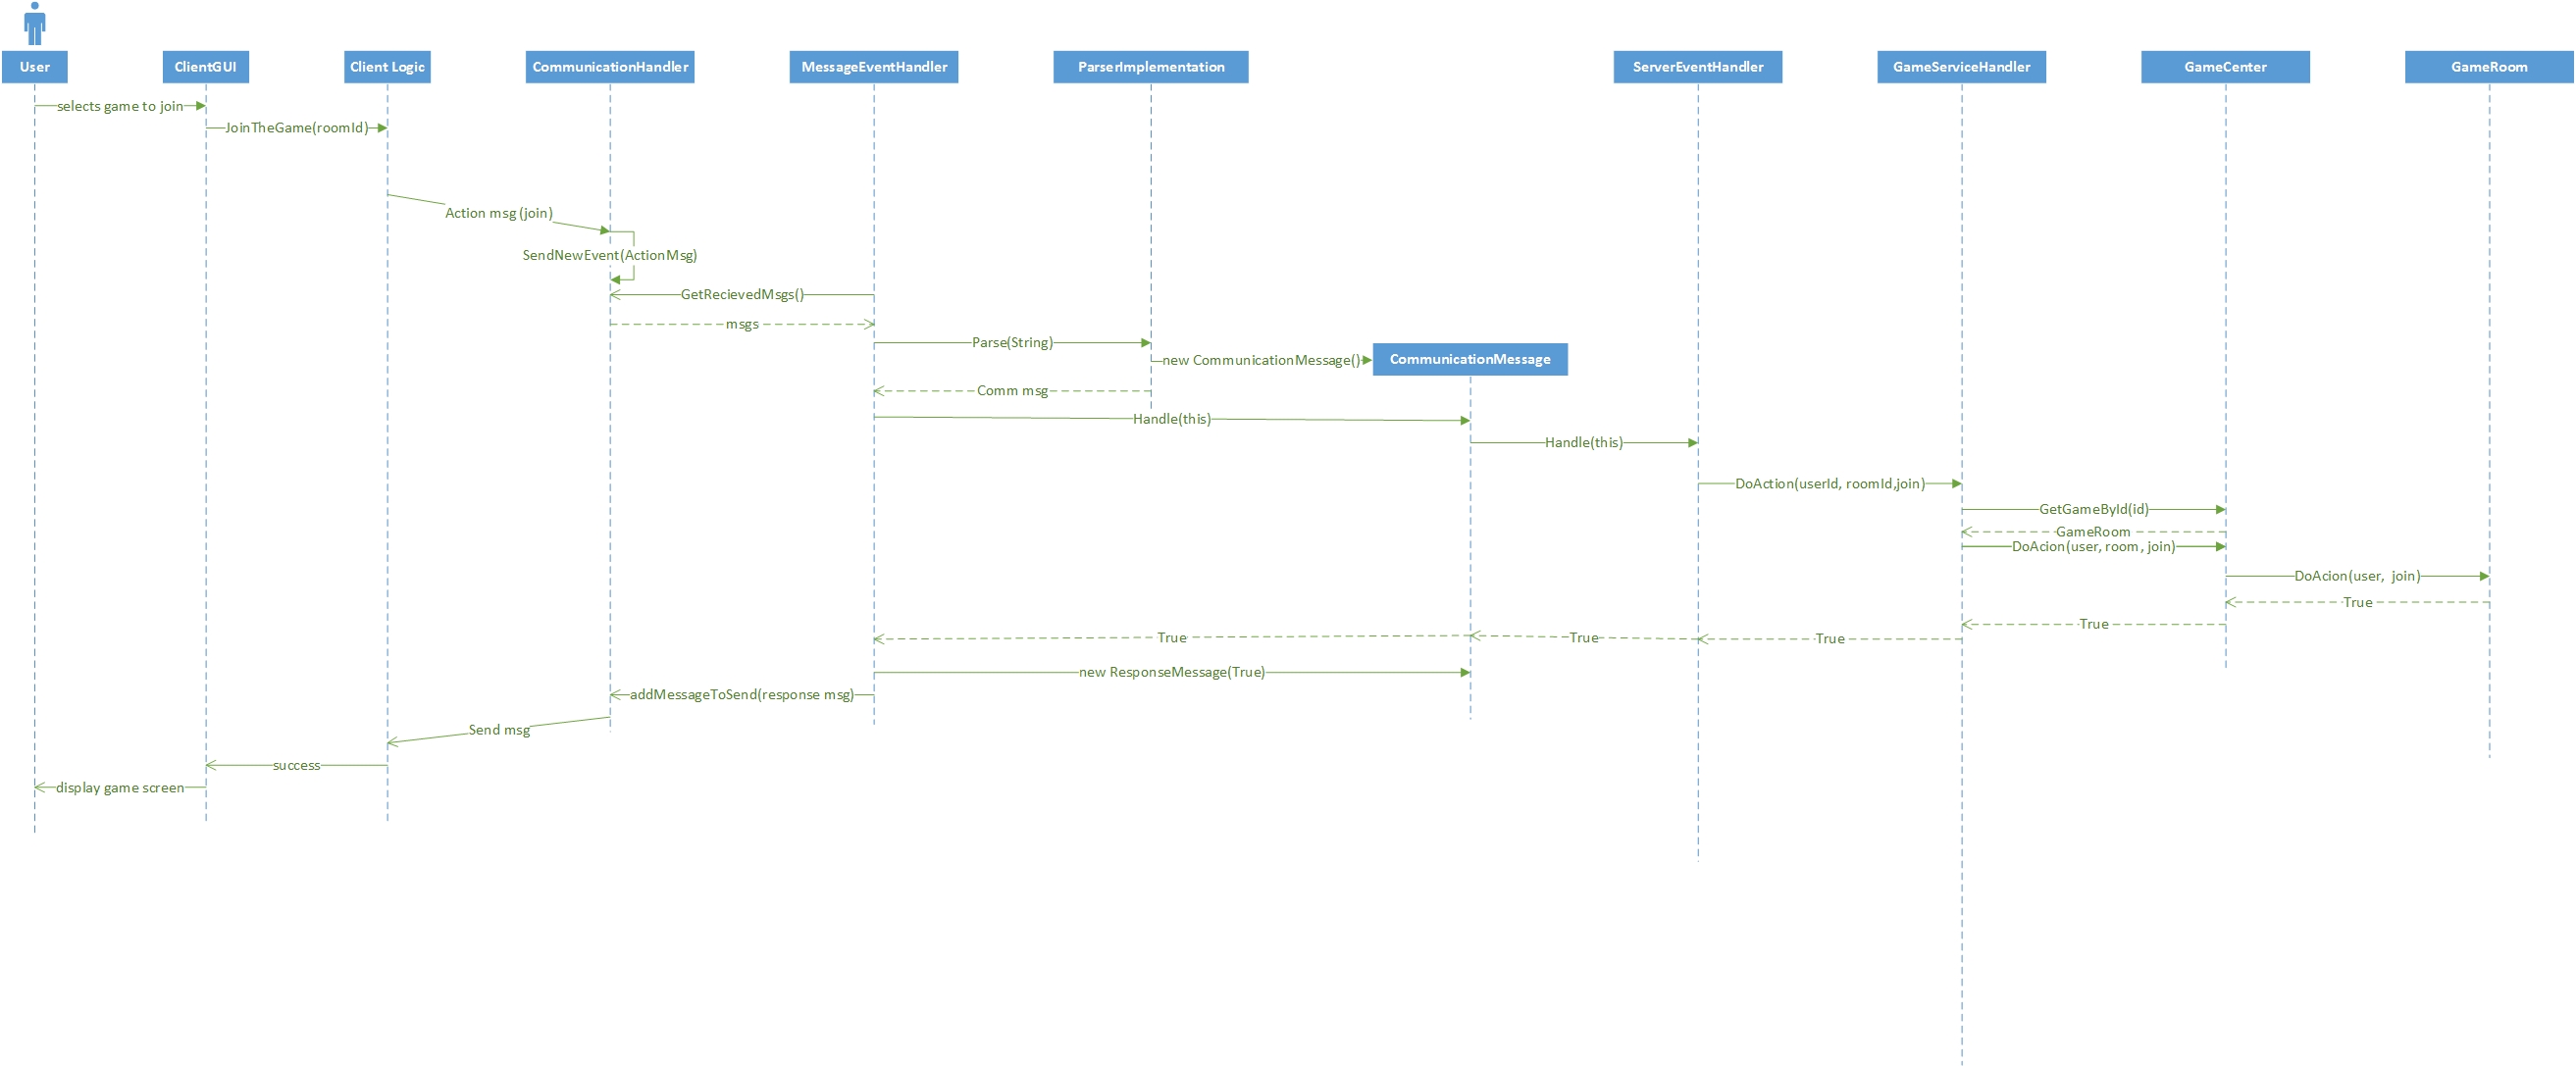 User
ClientGUI
Client Logic
CommunicationHandler
MessageEventHandler
ParserImplementation
ServerEventHandler
GameServiceHandler
GameCenter
GameRoom
selects game to join
JoinTheGame(roomId)
Action msg (join)
SendNewEvent(ActionMsg)
GetRecievedMsgs()
msgs
Parse(String)
new CommunicationMessage()
CommunicationMessage
Comm msg
Handle(this)
Handle(this)
DoAction(userId, roomId,join)
GetGameById(id)
GameRoom
DoAcion(user, room , join)
DoAcion(user,  join)
True
True
True
True
True
new ResponseMessage(True)
addMessageToSend(response msg)
Send msg
success
display game screen